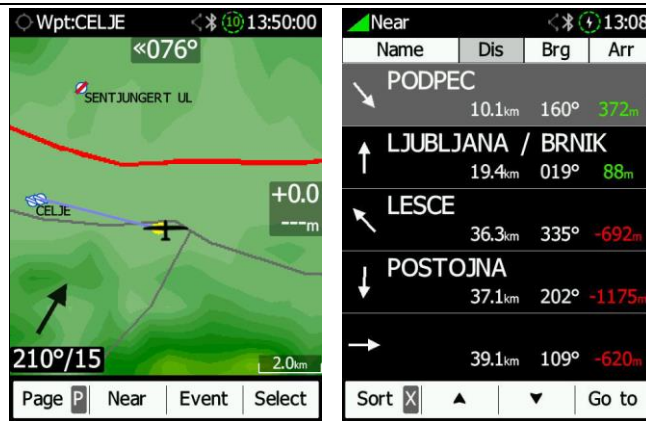 Wpt:CELJE 10 13:50:00
«076°
SENTJUNGERT UL
+0.0
---m
CELJE
210°/15
2.0km
Page P Near Event Select
Near 13:08
Name Dis Brg Arr
PODPEC
10.1km 160° 372m
LJUBLJANA / BRNIK
19.4km 019° 88m
LESCE
36.3km 335° -692m
POSTOJNA
37.1km 202° -1175m
39.1km 109° -620m
Sort X Go to